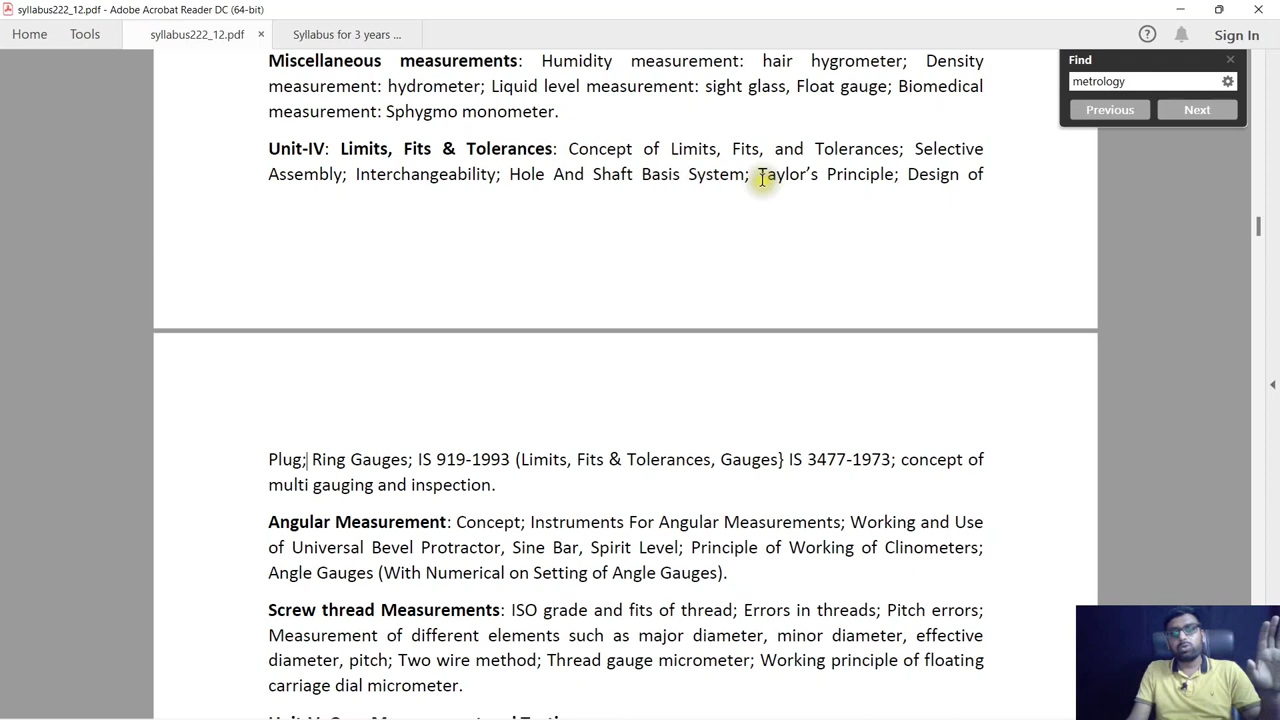 syllabus222_12.pdf - Adobe Acrobat Reader DC (64-bit)
Home Tools syllabus222_12.pdf × Syllabus for 3 years ... Sign In
Find
metrology
Previous Next
Miscellaneous measurements: Humidity measurement: hair hygrometer; Density
measurement: hydrometer; Liquid level measurement: sight glass, Float gauge; Biomedical
measurement: Sphygmo monometer.
Unit-IV: Limits, Fits & Tolerances: Concept of Limits, Fits, and Tolerances; Selective
Assembly; Interchangeability; Hole And Shaft Basis System; Taylor’s Principle; Design of
Plug; Ring Gauges; IS 919-1993 (Limits, Fits & Tolerances, Gauges} IS 3477-1973; concept of
multi gauging and inspection.
Angular Measurement: Concept; Instruments For Angular Measurements; Working and Use
of Universal Bevel Protractor, Sine Bar, Spirit Level; Principle of Working of Clinometers;
Angle Gauges (With Numerical on Setting of Angle Gauges).
Screw thread Measurements: ISO grade and fits of thread; Errors in threads; Pitch errors;
Measurement of different elements such as major diameter, minor diameter, effective
diameter, pitch; Two wire method; Thread gauge micrometer; Working principle of floating
carriage dial micrometer.